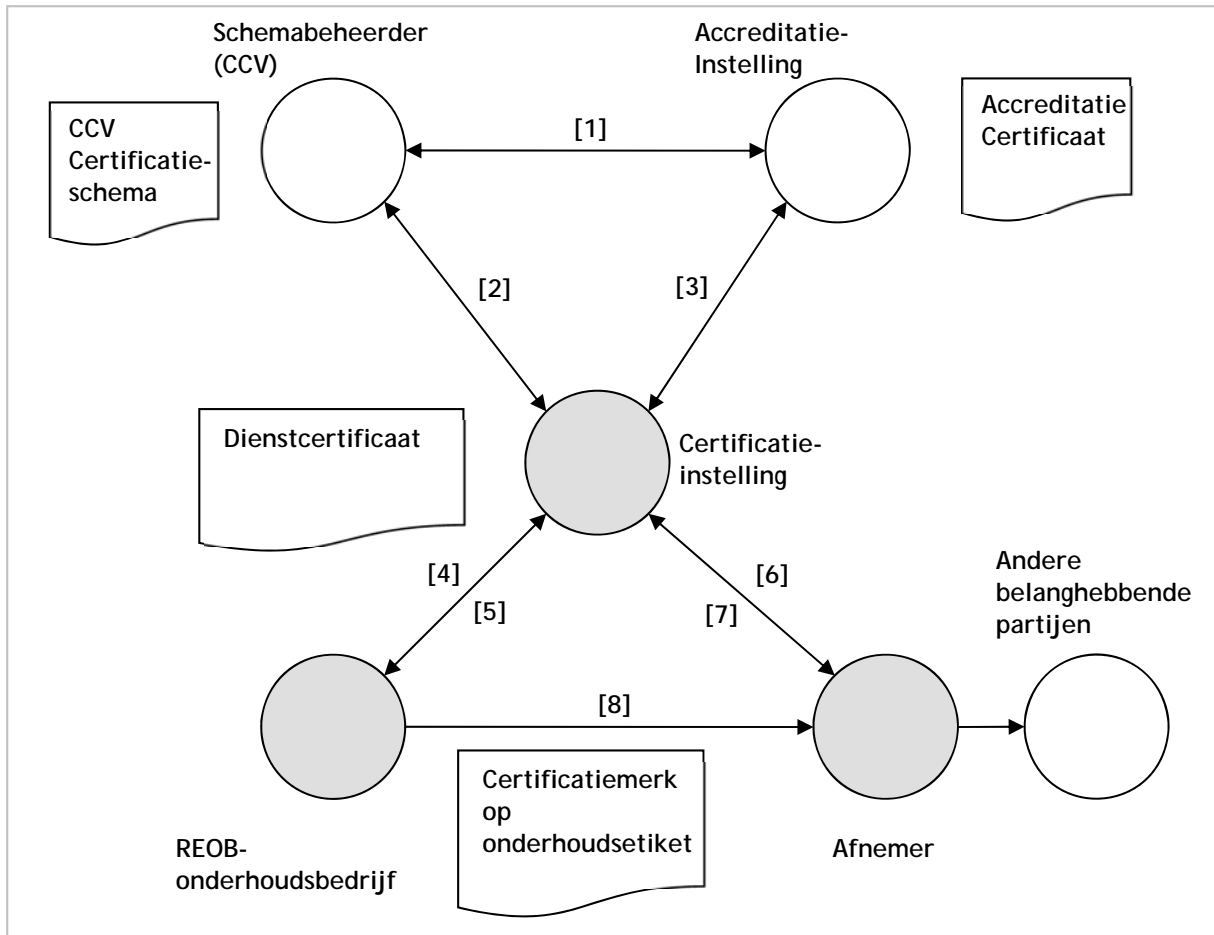 Schemabeheerder
(CCV)
Accreditatie-
Instelling
CCV
Certificatie-
schema
[1]
Accreditatie
Certificaat
[2]
[3]
Dienstcertificaat
Certificatie-
instelling
[4]
[5]
[6]
[7]
Andere
belanghebbende
partijen
[8]
Certificatiemerk
op
onderhoudsetiket
REOB-
onderhoudsbedrijf
Afnemer